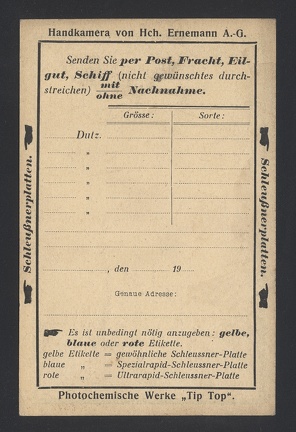 Handkamera von Hch. Ernemann A.-G.
Senden Sie per Post, Fracht, Eil-
gut, Schiff (nicht gewünschtes durch-
streichen) mit/ohne Nachnahme.
Grösse: Sorte:
Dutz.
"
"
"
"
, den 19
Genaue Adresse:
Schleußnerplatten.
Schleußnerplatten.
Es ist unbedingt nötig anzugeben: gelbe,
blaue oder rote Etikette.
gelbe Etikette = gewöhnliche Schleussner-Platte
blaue " = Spezialrapid-Schleussner-Platte
rote " = Ultrarapid-Schleussner-Platte
Photochemische Werke „Tip Top".